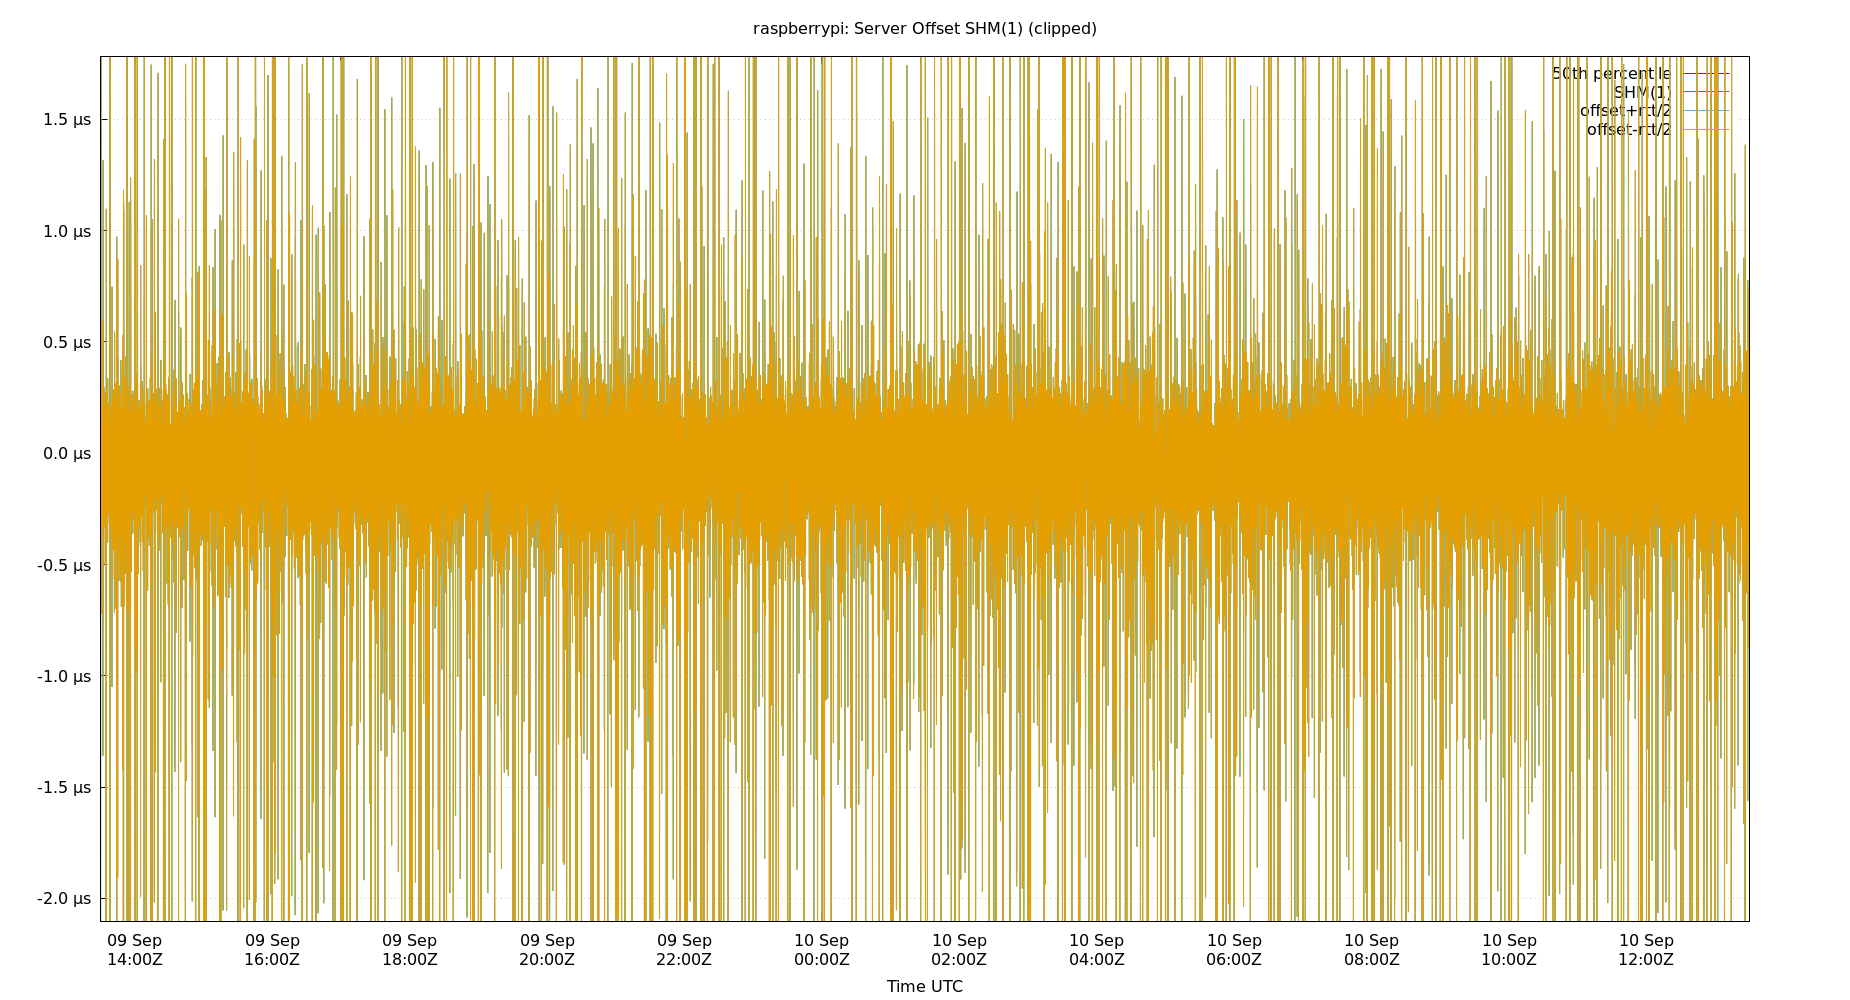 raspberrypi: Server Offset SHM(1) (clipped)
50th percentile
SHM(1)
offset+rtt/2
offset-rtt/2
1.5 µs
1.0 µs
0.5 µs
0.0 µs
-0.5 µs
-1.0 µs
-1.5 µs
-2.0 µs
09 Sep 09 Sep 09 Sep 09 Sep 09 Sep 10 Sep 10 Sep 10 Sep 10 Sep 10 Sep 10 Sep 10 Sep
14:00Z 16:00Z 18:00Z 20:00Z 22:00Z 00:00Z 02:00Z 04:00Z 06:00Z 08:00Z 10:00Z 12:00Z
Time UTC